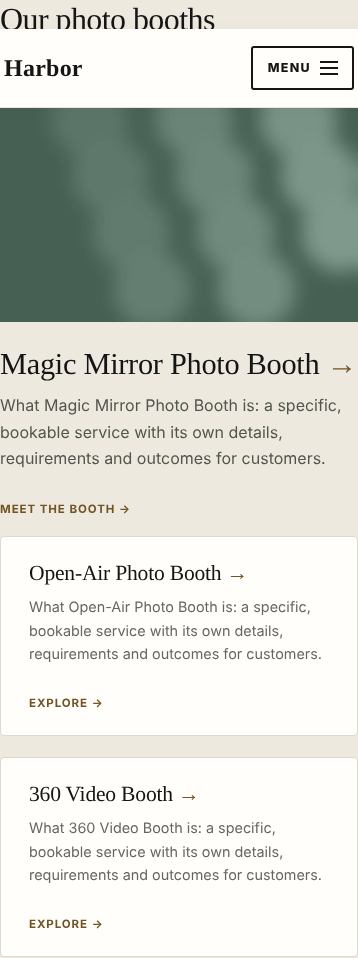 Our photo booths
Harbor
MENU
Magic Mirror Photo Booth →
What Magic Mirror Photo Booth is: a specific,
bookable service with its own details,
requirements and outcomes for customers.
MEET THE BOOTH →
Open-Air Photo Booth →
What Open-Air Photo Booth is: a specific,
bookable service with its own details,
requirements and outcomes for customers.
EXPLORE →
360 Video Booth →
What 360 Video Booth is: a specific,
bookable service with its own details,
requirements and outcomes for customers.
EXPLORE →